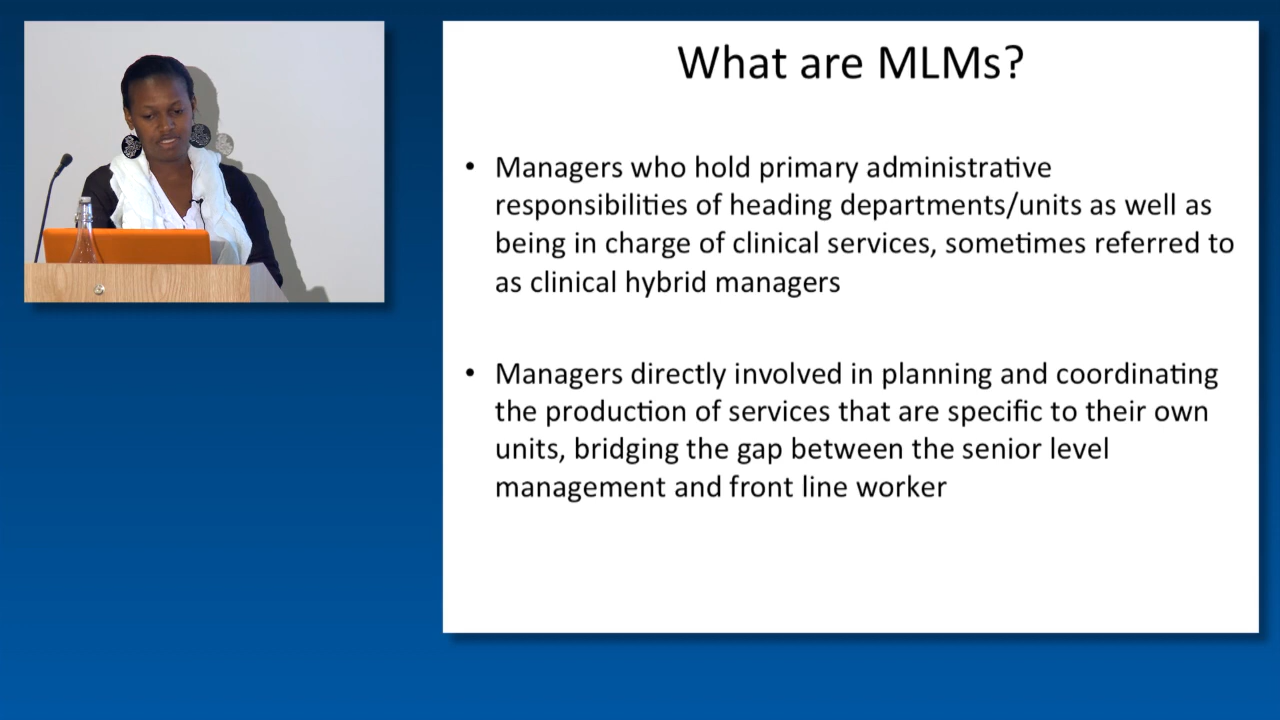 What are MLMs?
• Managers who hold primary administrative
responsibilities of heading departments/units as well as
being in charge of clinical services, sometimes referred to
as clinical hybrid managers
• Managers directly involved in planning and coordinating
the production of services that are specific to their own
units, bridging the gap between the senior level
management and front line worker